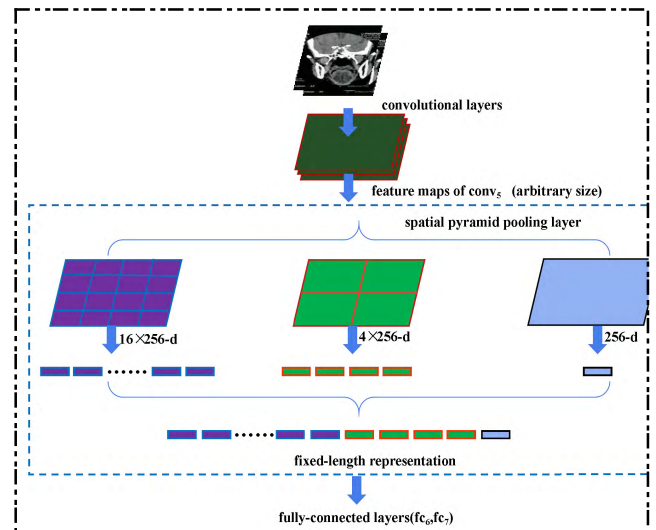 convolutional layers
feature maps of conv₅ (arbitrary size)
spatial pyramid pooling layer
16×256-d 4×256-d 256-d
fixed-length representation
fully-connected layers(fc₆,fc₇)